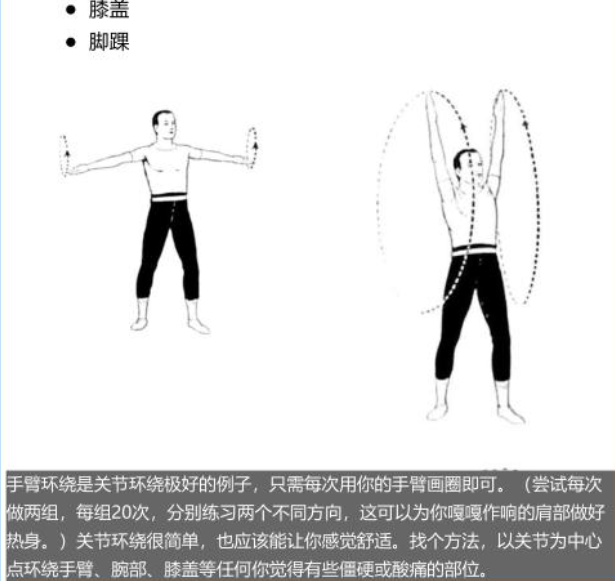 膝盖
脚踝
手臂环绕是关节环绕极好的例子，只需每次用你的手臂画圈即可。（尝试每次
做两组，每组20次，分别练习两个不同方向，这可以为你嘎嘎作响的肩部做好
热身。）关节环绕很简单，也应该能让你感觉舒适。找个方法，以关节为中心
点环绕手臂、腕部、膝盖等任何你觉得有些僵硬或酸痛的部位。